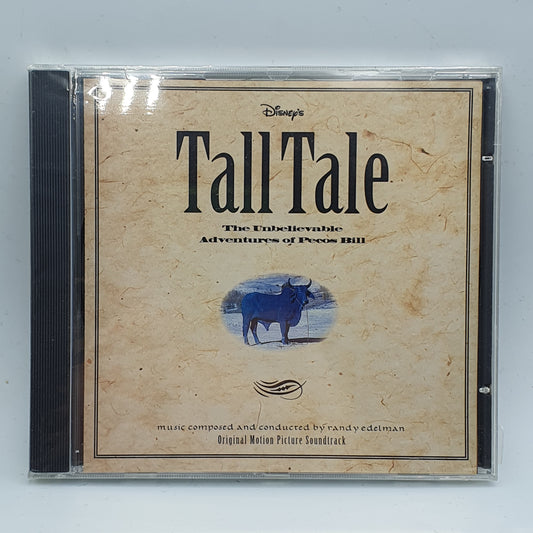 Disney's
Tall Tale
The Unbelievable
Adventures of Pecos Bill
music composed and conducted by randy edelman
Original Motion Picture Soundtrack